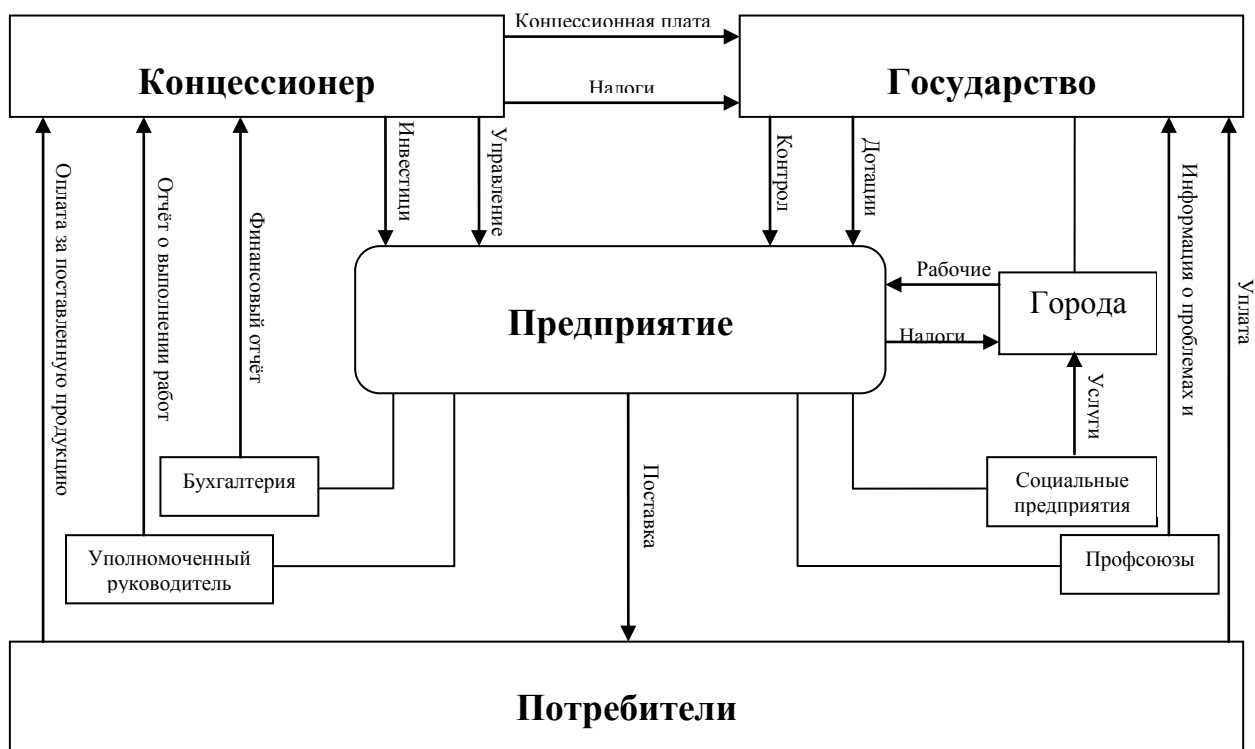 Концессионная плата
Концессионер
Государство
Налоги
Оплата за поставленную продукцию
Отчёт о выполнении работ
Финансовый отчёт
Инвестици
Управление
Контрол
Дотации
Информация о проблемах и
Уплата
Рабочие
Города
Предприятие
Налоги
Услуги
Бухгалтерия
Поставка
Социальные
предприятия
Уполномоченный
руководитель
Профсоюзы
Потребители